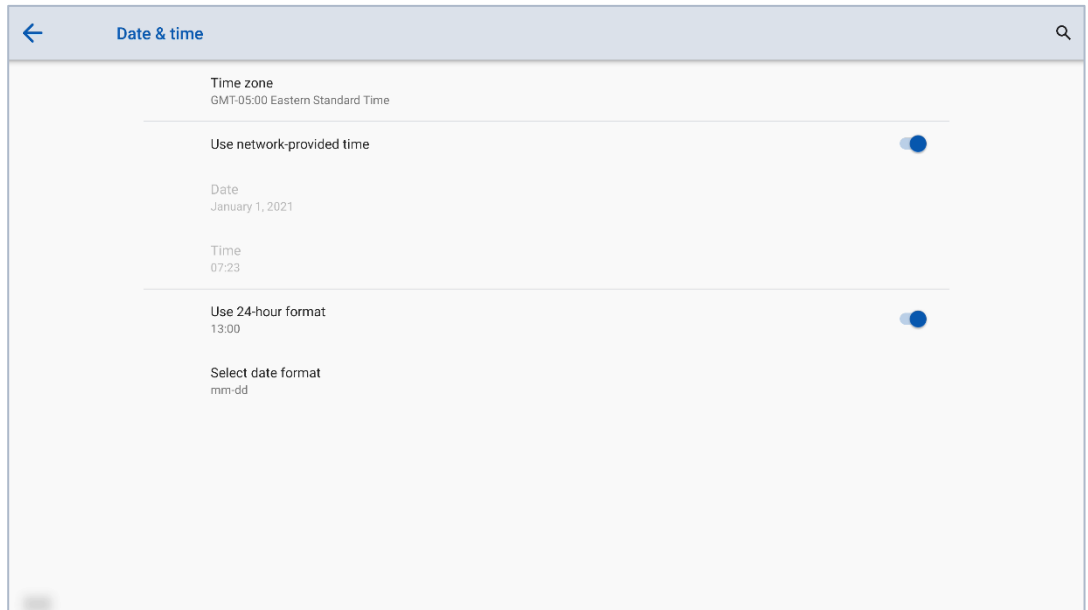 Date & time
Time zone
GMT-05:00 Eastern Standard Time
Use network-provided time
Date
January 1, 2021
Time
07:23
Use 24-hour format
13:00
Select date format
mm-dd